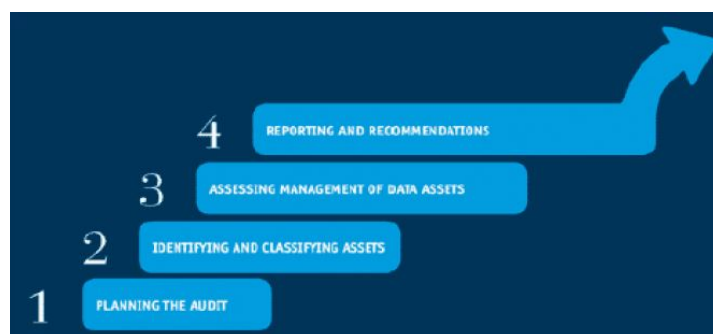 4 REPORTING AND RECOMMENDATIONS
3 ASSESSING MANAGEMENT OF DATA ASSETS
2 IDENTIFYING AND CLASSIFYING ASSETS
1 PLANNING THE AUDIT